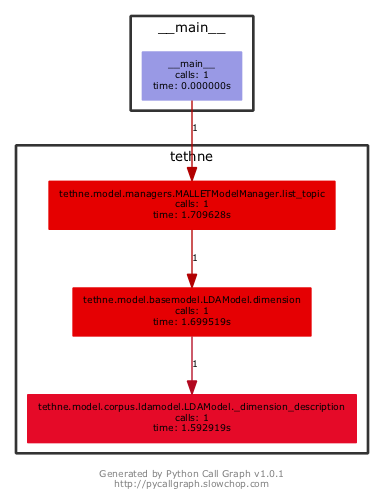 __main__
__main__
calls: 1
time: 0.000000s
1
tethne
tethne.model.managers.MALLETModelManager.list_topic
calls: 1
time: 1.709628s
1
tethne.model.basemodel.LDAModel.dimension
calls: 1
time: 1.699519s
1
tethne.model.corpus.ldamodel.LDAModel._dimension_description
calls: 1
time: 1.592919s
Generated by Python Call Graph v1.0.1
http://pycallgraph.slowchop.com